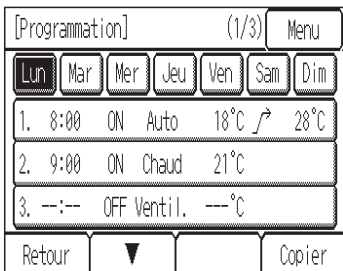 [Programmation] (1/3) Menu
Lun Mar Mer Jeu Ven Sam Dim
1. 8:00 ON Auto 18°C 28°C
2. 9:00 ON Chaud 21°C
3. --:-- OFF Ventil. ---°C
Retour ▼ Copier